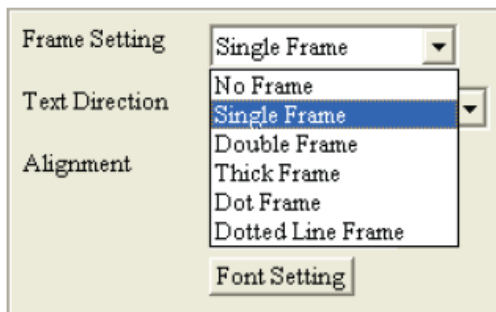 Frame Setting
Single Frame
No Frame
Text Direction
Single Frame
Double Frame
Alignment
Thick Frame
Dot Frame
Dotted Line Frame
Font Setting